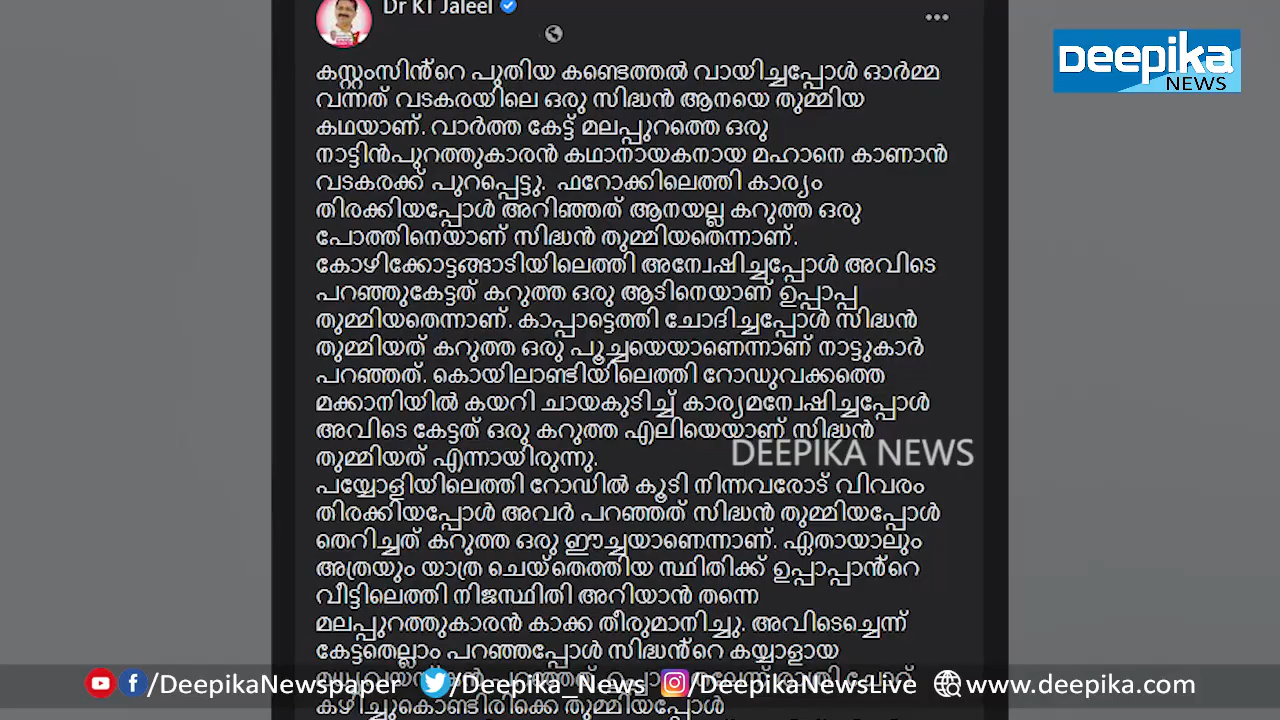 Dr KT Jaleel
DEEPIKA
NEWS
കസ്റ്റംസിൻ്റെ പുതിയ കണ്ടെത്തൽ വായിച്ചപ്പോൾ ഓർമ്മ
വന്നത് വടകരയിലെ ഒരു സിദ്ധൻ ആനയെ തുമ്മിയ
കഥയാണ്. വാർത്ത കേട്ട് മലപ്പുറത്തെ ഒരു
നാട്ടിൻപുറത്തുകാരൻ കഥാനായകനായ മഹാനെ കാണാൻ
വടകരക്ക് പുറപ്പെട്ടു. ഫറോക്കിലെത്തി കാര്യം
തിരക്കിയപ്പോൾ അറിഞ്ഞത് ആനയല്ല കറുത്ത ഒരു
പോത്തിനെയാണ് സിദ്ധൻ തുമ്മിയതെന്നാണ്.
കോഴിക്കോട്ടങ്ങാടിയിലെത്തി അന്വേഷിച്ചപ്പോൾ അവിടെ
പറഞ്ഞുകേട്ടത് കറുത്ത ഒരു ആടിനെയാണ് ഉപ്പാപ്പ
തുമ്മിയതെന്നാണ്. കാപ്പാട്ടെത്തി ചോദിച്ചപ്പോൾ സിദ്ധൻ
തുമ്മിയത് കറുത്ത ഒരു പൂച്ചയെയാണെന്നാണ് നാട്ടുകാർ
പറഞ്ഞത്. കൊയിലാണ്ടിയിലെത്തി റോഡുവക്കത്തെ
മക്കാനിയിൽ കയറി ചായകുടിച്ച് കാര്യമന്വേഷിച്ചപ്പോൾ
അവിടെ കേട്ടത് ഒരു കറുത്ത എലിയെയാണ് സിദ്ധൻ
തുമ്മിയത് എന്നായിരുന്നു.
DEEPIKA NEWS
പയ്യോളിയിലെത്തി റോഡിൽ കൂടി നിന്നവരോട് വിവരം
തിരക്കിയപ്പോൾ അവർ പറഞ്ഞത് സിദ്ധൻ തുമ്മിയപ്പോൾ
തെറിച്ചത് കറുത്ത ഒരു ഈച്ചയാണെന്നാണ്. ഏതായാലും
അത്രയും യാത്ര ചെയ്തെത്തിയ സ്ഥിതിക്ക് ഉപ്പാപ്പാൻ്റെ
വീട്ടിലെത്തി നിജസ്ഥിതി അറിയാൻ തന്നെ
മലപ്പുറത്തുകാരൻ കാക്ക തീരുമാനിച്ചു. അവിടെച്ചെന്ന്
കേട്ടതെല്ലാം പറഞ്ഞപ്പോൾ സിദ്ധൻ്റെ കയ്യാളായ
/DeepikaNewspaper /Deepika_News /DeepikaNewsLive www.deepika.com
കഴിച്ചുകൊണ്ടിരിക്കെ തുമ്മിയപ്പോൾ